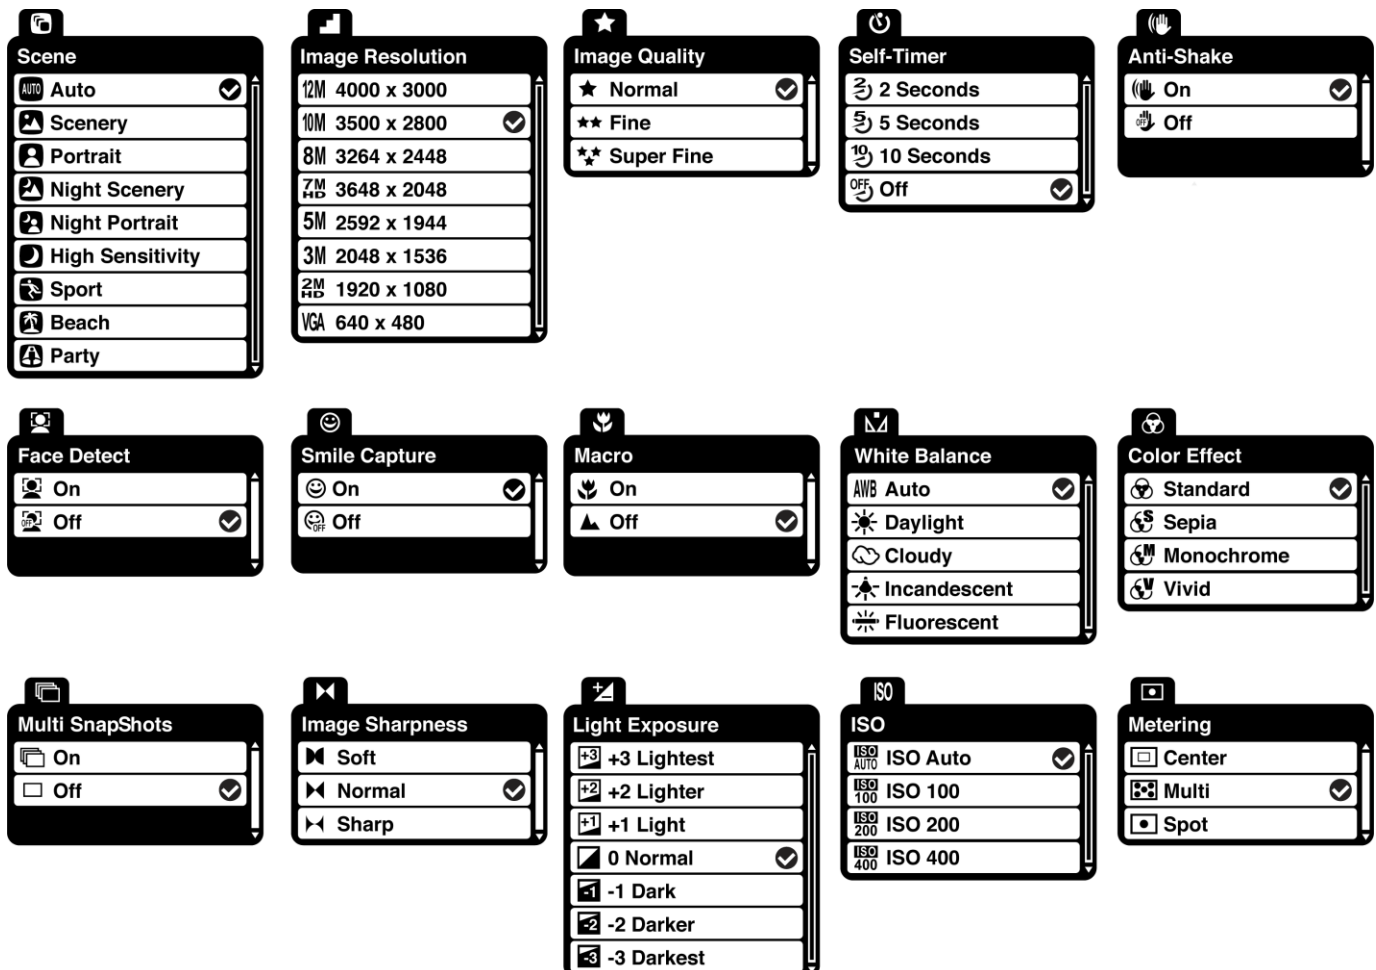 Scene
AUTO Auto
Scenery
Portrait
Night Scenery
Night Portrait
High Sensitivity
Sport
Beach
Party
Image Resolution
12M 4000 x 3000
10M 3500 x 2800
8M 3264 x 2448
7M HD 3648 x 2048
5M 2592 x 1944
3M 2048 x 1536
2M HD 1920 x 1080
VGA 640 x 480
Image Quality
Normal
Fine
Super Fine
Self-Timer
2 2 Seconds
5 5 Seconds
10 10 Seconds
OFF Off
Anti-Shake
On
OFF Off
Face Detect
On
OFF Off
Smile Capture
On
OFF Off
Macro
On
Off
White Balance
AWB Auto
Daylight
Cloudy
Incandescent
Fluorescent
Color Effect
Standard
S Sepia
M Monochrome
V Vivid
Multi SnapShots
On
Off
Image Sharpness
Soft
Normal
Sharp
Light Exposure
+3 +3 Lightest
+2 +2 Lighter
+1 +1 Light
0 Normal
-1 -1 Dark
-2 -2 Darker
-3 -3 Darkest
ISO
ISO
ISO AUTO ISO Auto
ISO 100 ISO 100
ISO 200 ISO 200
ISO 400 ISO 400
Metering
Center
Multi
Spot